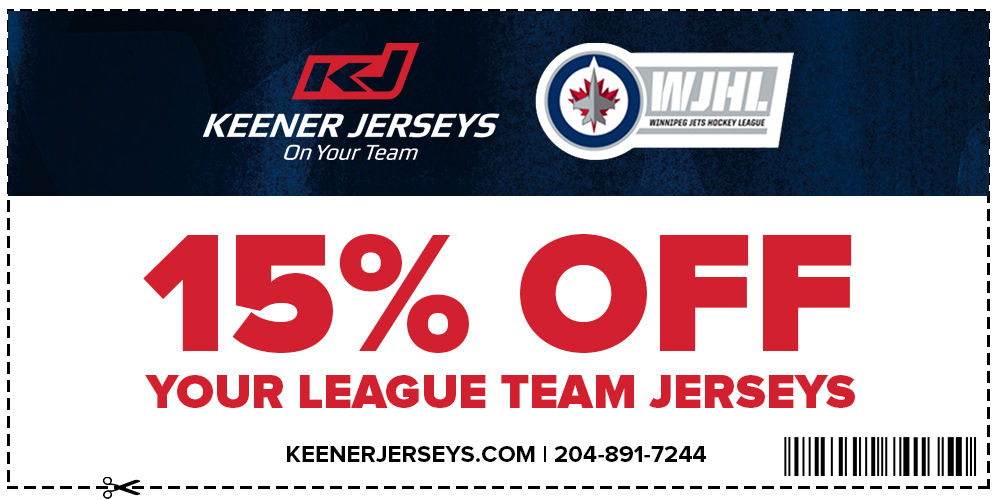 KJ
KEENER JERSEYS
On Your Team
WJHL
WINNIPEG JETS HOCKEY LEAGUE
15% OFF
YOUR LEAGUE TEAM JERSEYS
KEENERJERSEYS.COM | 204-891-7244